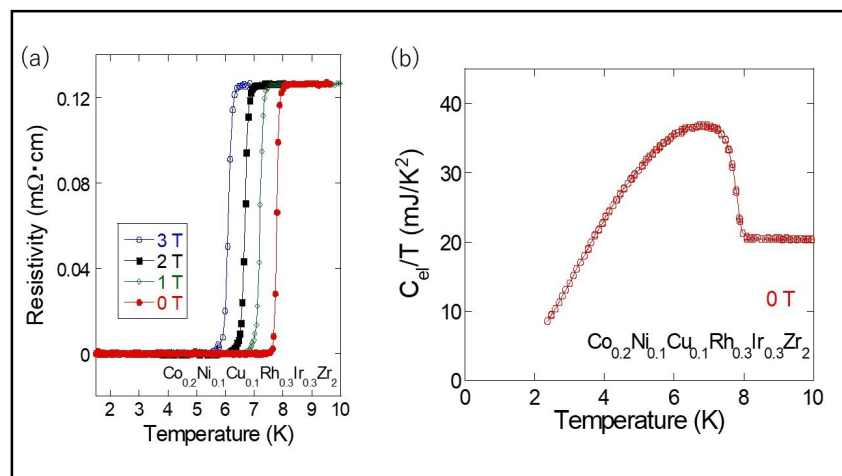 (a)
0.12
0.08
0.04
0
Resistivity (mΩ·cm)
3 T
2 T
1 T
0 T
Co0.2Ni0.1Cu0.1Rh0.3Ir0.3Zr2
2 3 4 5 6 7 8 9 10
Temperature (K)
(b)
40
30
20
10
0
Cel/T (mJ/K²)
0 T
Co0.2Ni0.1Cu0.1Rh0.3Ir0.3Zr2
0 2 4 6 8 10
Temperature (K)